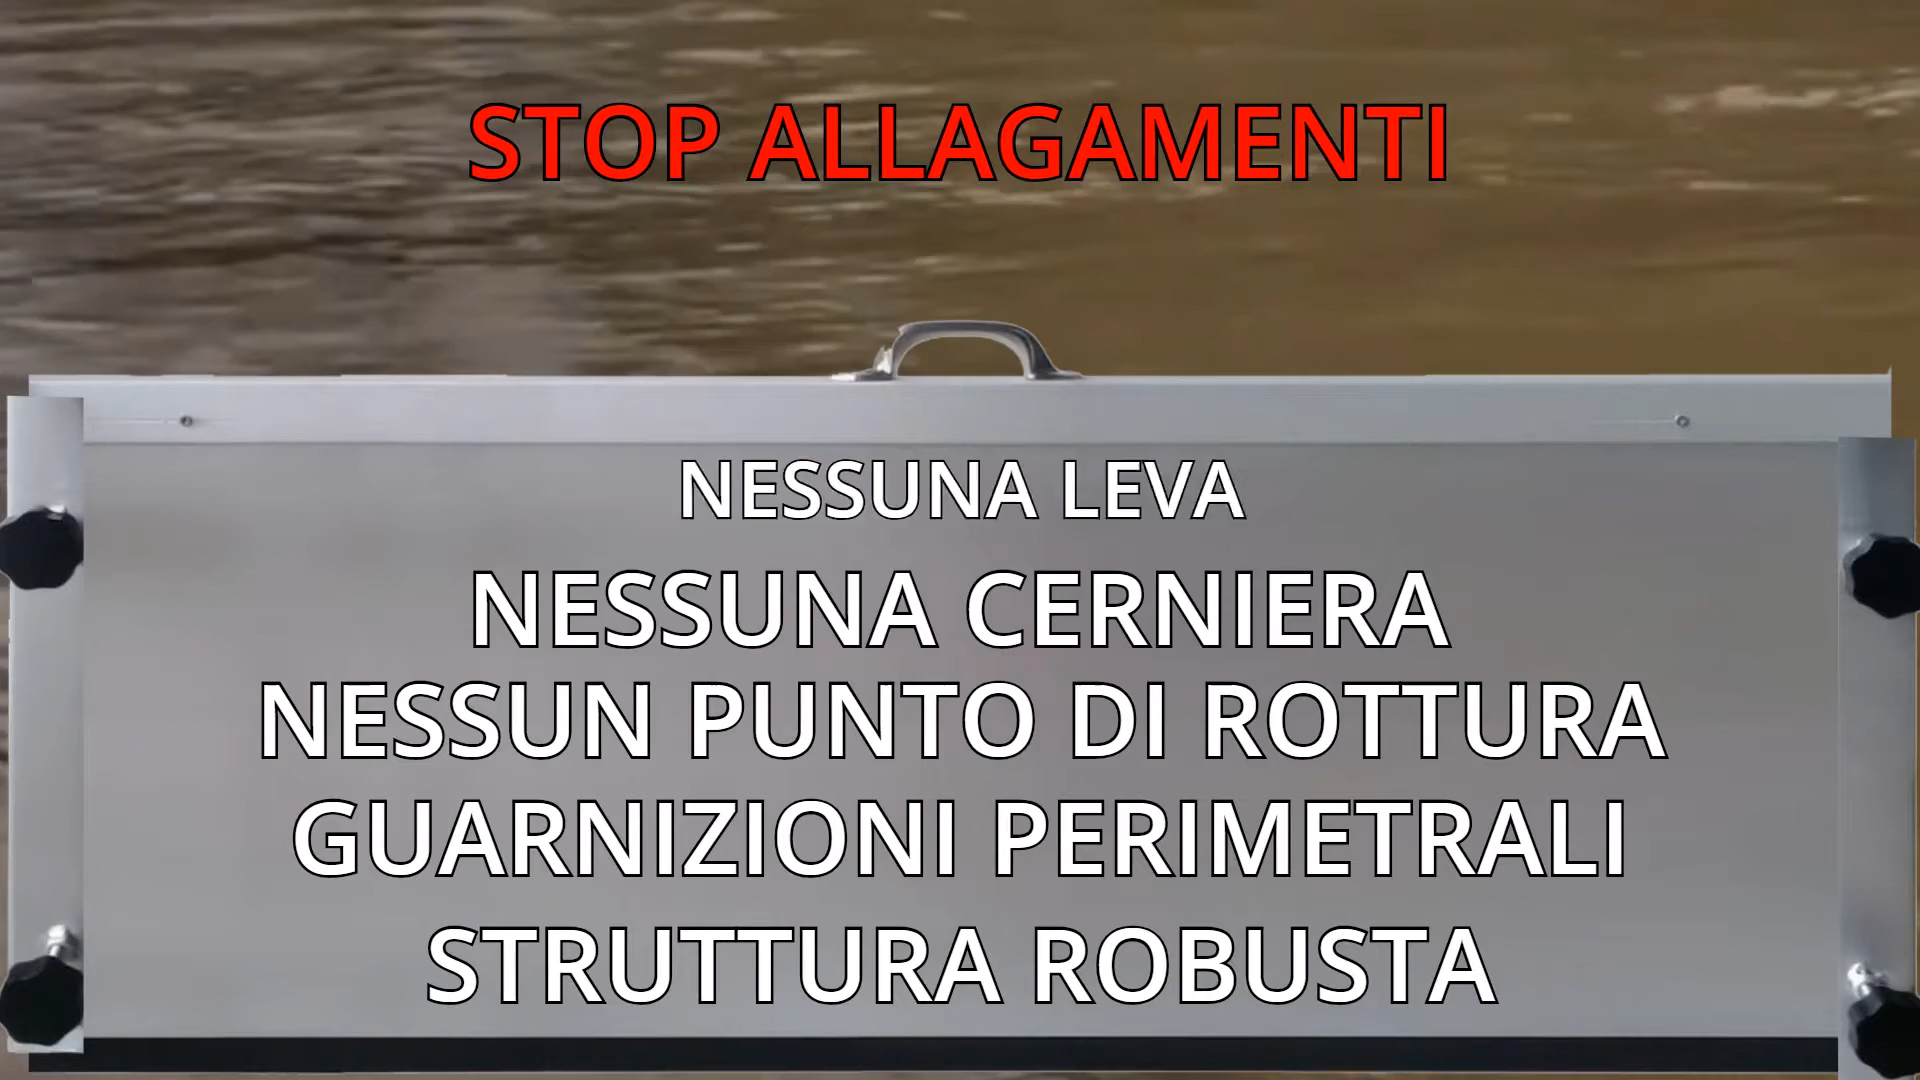 STOP ALLAGAMENTI
NESSUNA LEVA
NESSUNA CERNIERA
NESSUN PUNTO DI ROTTURA
GUARNIZIONI PERIMETRALI
STRUTTURA ROBUSTA